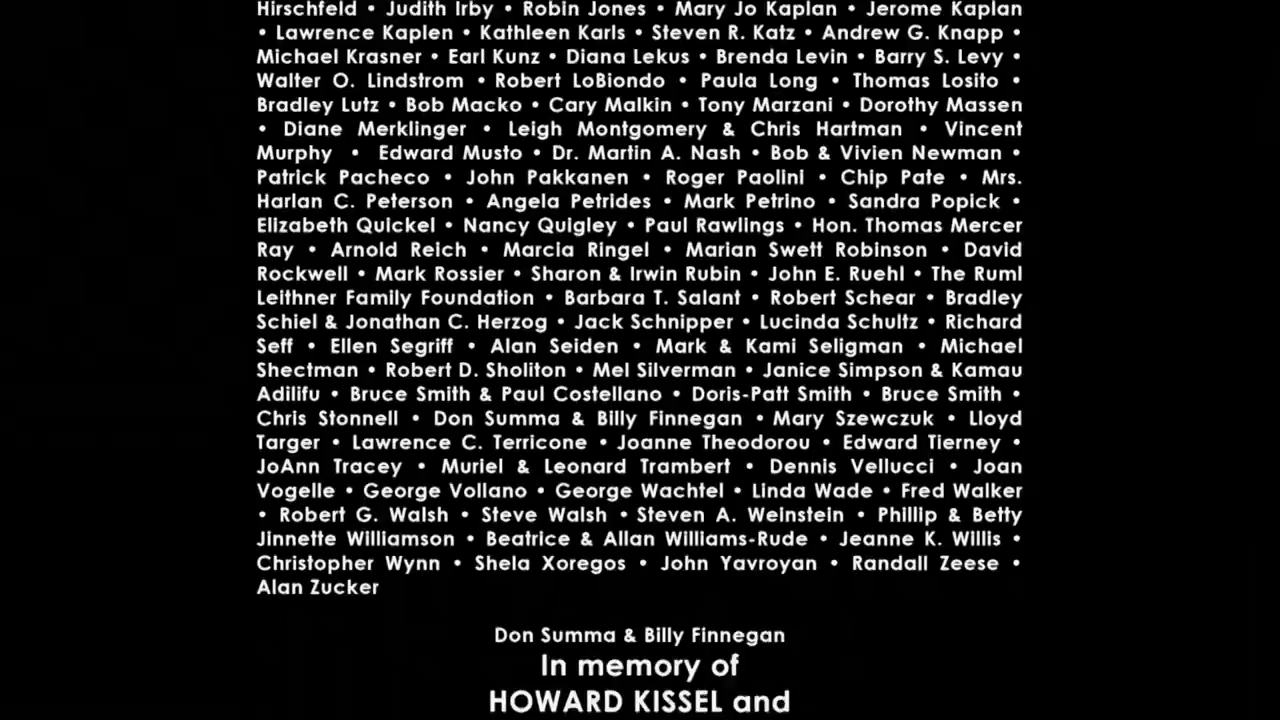 Hirschfeld • Judith Irby • Robin Jones • Mary Jo Kaplan • Jerome Kaplan
• Lawrence Kaplen • Kathleen Karls • Steven R. Katz • Andrew G. Knapp •
Michael Krasner • Earl Kunz • Diana Lekus • Brenda Levin • Barry S. Levy •
Walter O. Lindstrom • Robert LoBiondo • Paula Long • Thomas Losito •
Bradley Lutz • Bob Macko • Cary Malkin • Tony Marzani • Dorothy Massen
• Diane Merklinger • Leigh Montgomery & Chris Hartman • Vincent
Murphy • Edward Musto • Dr. Martin A. Nash • Bob & Vivien Newman •
Patrick Pacheco • John Pakkanen • Roger Paolini • Chip Pate • Mrs.
Harlan C. Peterson • Angela Petrides • Mark Petrino • Sandra Popick •
Elizabeth Quickel • Nancy Quigley • Paul Rawlings • Hon. Thomas Mercer
Ray • Arnold Reich • Marcia Ringel • Marian Swett Robinson • David
Rockwell • Mark Rossier • Sharon & Irwin Rubin • John E. Ruehl • The Ruml
Leithner Family Foundation • Barbara T. Salant • Robert Schear • Bradley
Schiel & Jonathan C. Herzog • Jack Schnipper • Lucinda Schultz • Richard
Seff • Ellen Segriff • Alan Seiden • Mark & Kami Seligman • Michael
Shectman • Robert D. Sholiton • Mel Silverman • Janice Simpson & Kamau
Adilifu • Bruce Smith & Paul Costellano • Doris-Patt Smith • Bruce Smith •
Chris Stonnell • Don Summa & Billy Finnegan • Mary Szewczuk • Lloyd
Targer • Lawrence C. Terricone • Joanne Theodorou • Edward Tierney •
JoAnn Tracey • Muriel & Leonard Trambert • Dennis Vellucci • Joan
Vogelle • George Vollano • George Wachtel • Linda Wade • Fred Walker
• Robert G. Walsh • Steve Walsh • Steven A. Weinstein • Phillip & Betty
Jinnette Williamson • Beatrice & Allan Williams-Rude • Jeanne K. Willis •
Christopher Wynn • Shela Xoregos • John Yavroyan • Randall Zeese •
Alan Zucker
Don Summa & Billy Finnegan
In memory of
HOWARD KISSEL and